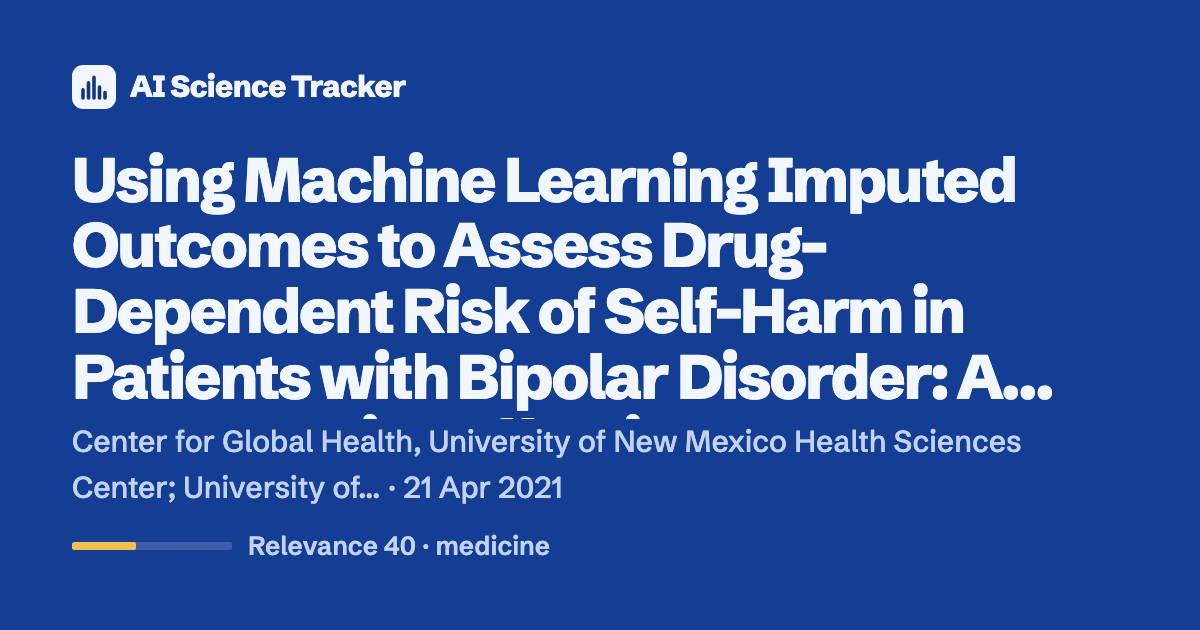 AI Science Tracker
Using Machine Learning Imputed
Outcomes to Assess Drug-
Dependent Risk of Self-Harm in
Patients with Bipolar Disorder: A...
Center for Global Health, University of New Mexico Health Sciences
Center; University of... · 21 Apr 2021
Relevance 40 · medicine